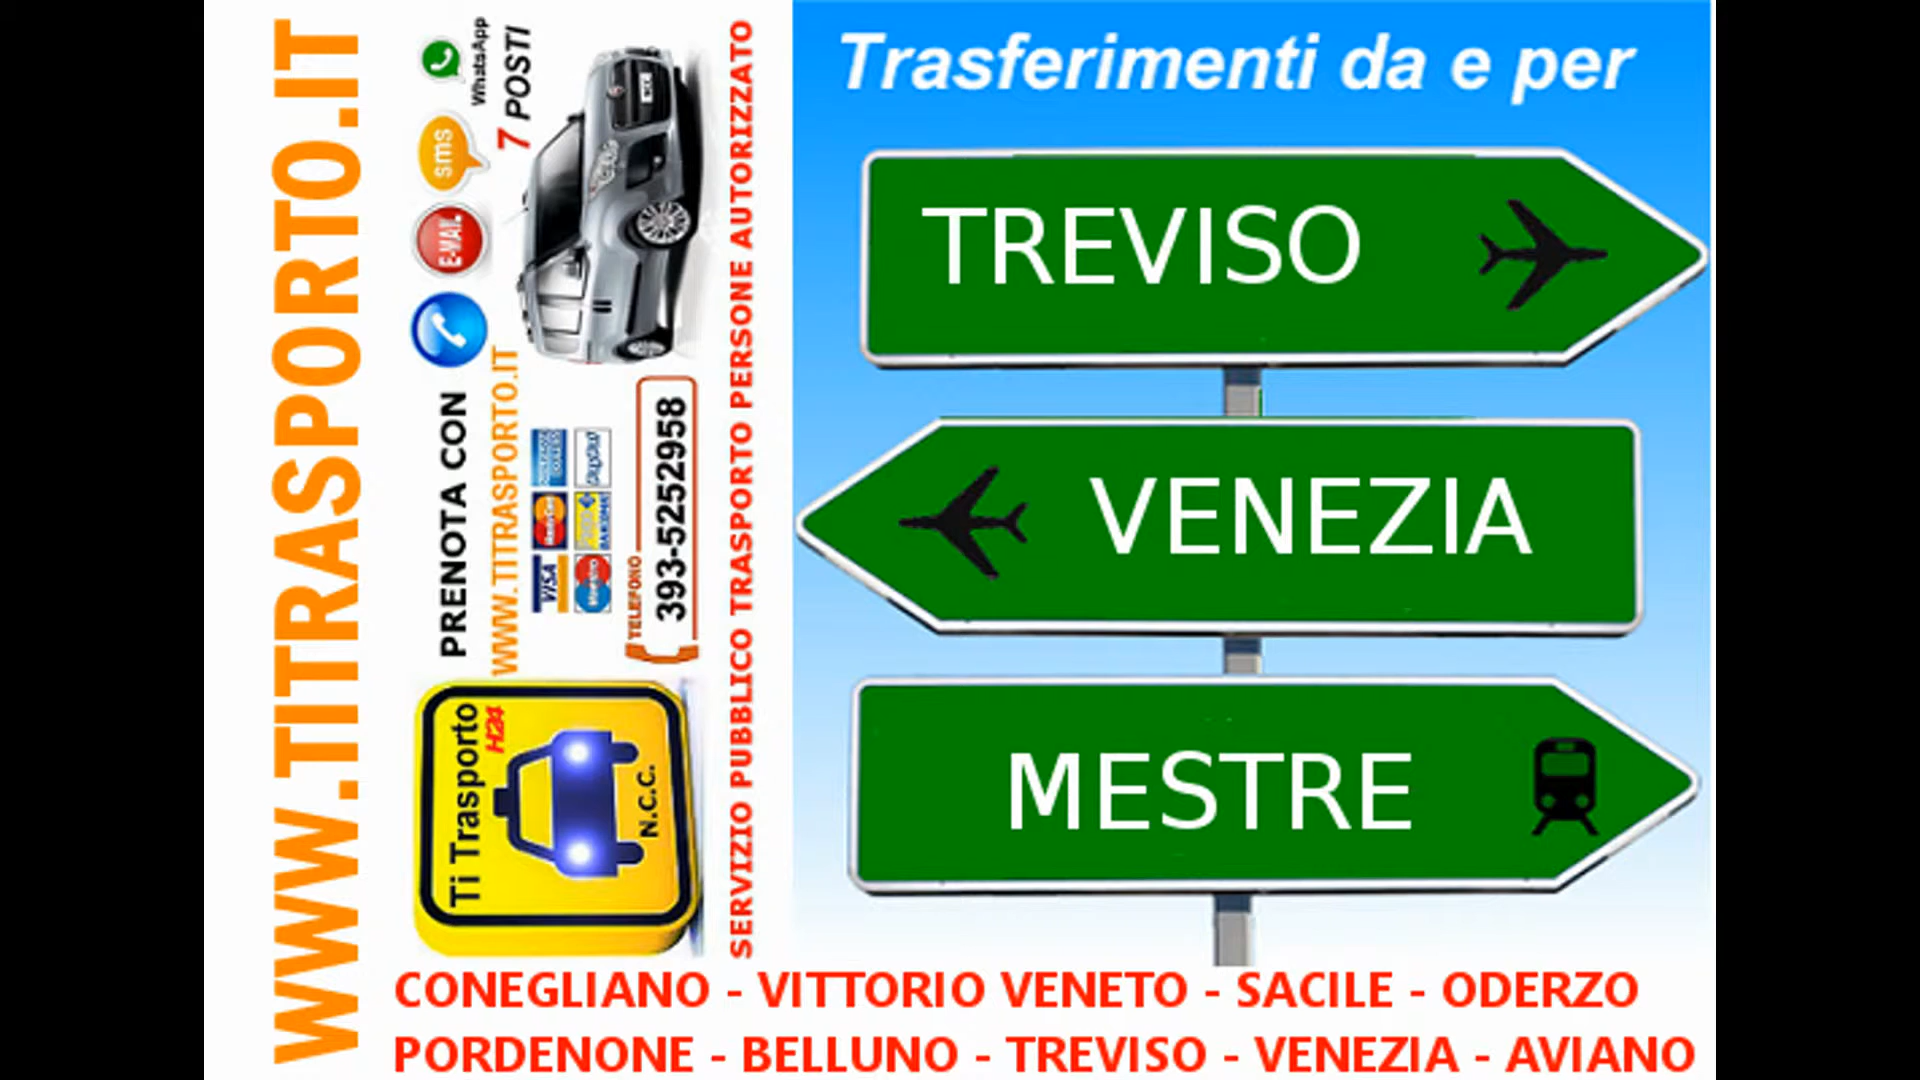 WWW.TITRASPORTO.IT
WhatsApp
7 POSTI
sms
E-MAIL
PRENOTA CON
WWW.TITRASPORTO.IT
VISA
TELEFONO
393-5252958
Ti Trasporto
H24
N.C.C.
SERVIZIO PUBBLICO TRASPORTO PERSONE AUTORIZZATO
Trasferimenti da e per
TREVISO
VENEZIA
MESTRE
CONEGLIANO - VITTORIO VENETO - SACILE - ODERZO
PORDENONE - BELLUNO - TREVISO - VENEZIA - AVIANO